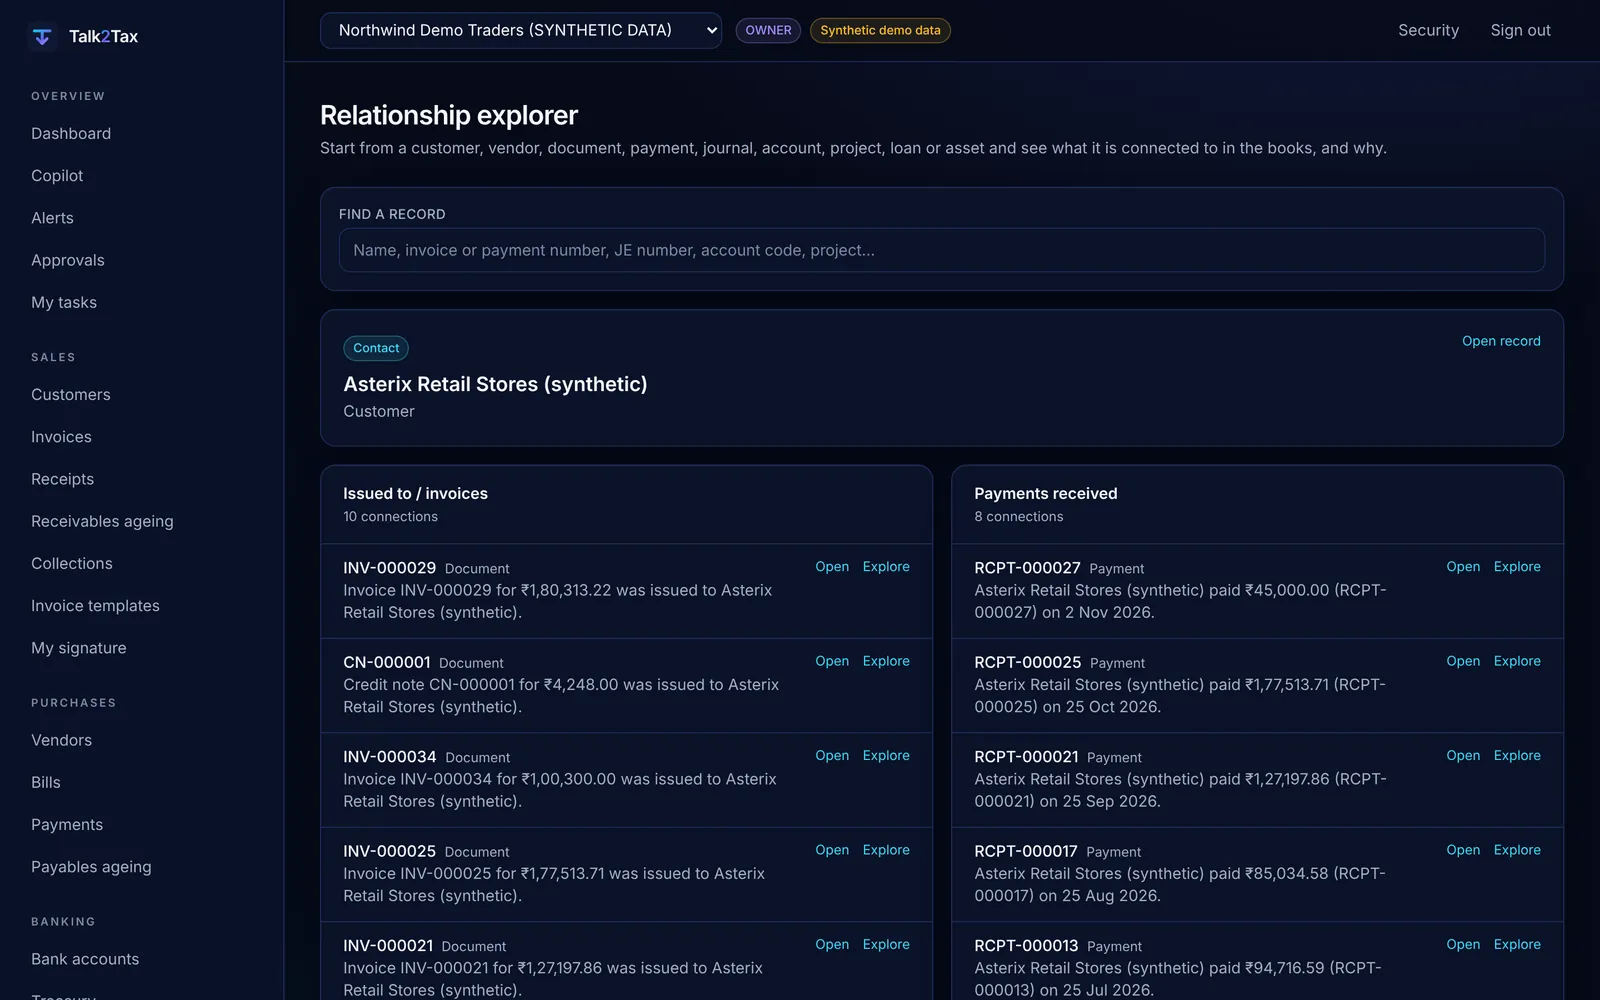 Talk2Tax
Northwind Demo Traders (SYNTHETIC DATA)
OWNER
Synthetic demo data
Security
Sign out
OVERVIEW
Dashboard
Copilot
Alerts
Approvals
My tasks
SALES
Customers
Invoices
Receipts
Receivables ageing
Collections
Invoice templates
My signature
PURCHASES
Vendors
Bills
Payments
Payables ageing
BANKING
Bank accounts
Treasury
Relationship explorer
Start from a customer, vendor, document, payment, journal, account, project, loan or asset and see what it is connected to in the books, and why.
FIND A RECORD
Name, invoice or payment number, JE number, account code, project...
Contact
Open record
Asterix Retail Stores (synthetic)
Customer
Issued to / invoices
10 connections
INV-000029 Document Open Explore
Invoice INV-000029 for ₹1,80,313.22 was issued to Asterix
Retail Stores (synthetic).
CN-000001 Document Open Explore
Credit note CN-000001 for ₹4,248.00 was issued to Asterix
Retail Stores (synthetic).
INV-000034 Document Open Explore
Invoice INV-000034 for ₹1,00,300.00 was issued to Asterix
Retail Stores (synthetic).
INV-000025 Document Open Explore
Invoice INV-000025 for ₹1,77,513.71 was issued to Asterix
Retail Stores (synthetic).
INV-000021 Document Open Explore
Invoice INV-000021 for ₹1,27,197.86 was issued to Asterix
Retail Stores (synthetic).
Payments received
8 connections
RCPT-000027 Payment Open Explore
Asterix Retail Stores (synthetic) paid ₹45,000.00 (RCPT-
000027) on 2 Nov 2026.
RCPT-000025 Payment Open Explore
Asterix Retail Stores (synthetic) paid ₹1,77,513.71 (RCPT-
000025) on 25 Oct 2026.
RCPT-000021 Payment Open Explore
Asterix Retail Stores (synthetic) paid ₹1,27,197.86 (RCPT-
000021) on 25 Sep 2026.
RCPT-000017 Payment Open Explore
Asterix Retail Stores (synthetic) paid ₹85,034.58 (RCPT-
000017) on 25 Aug 2026.
RCPT-000013 Payment Open Explore
Asterix Retail Stores (synthetic) paid ₹94,716.59 (RCPT-
000013) on 25 Jul 2026.